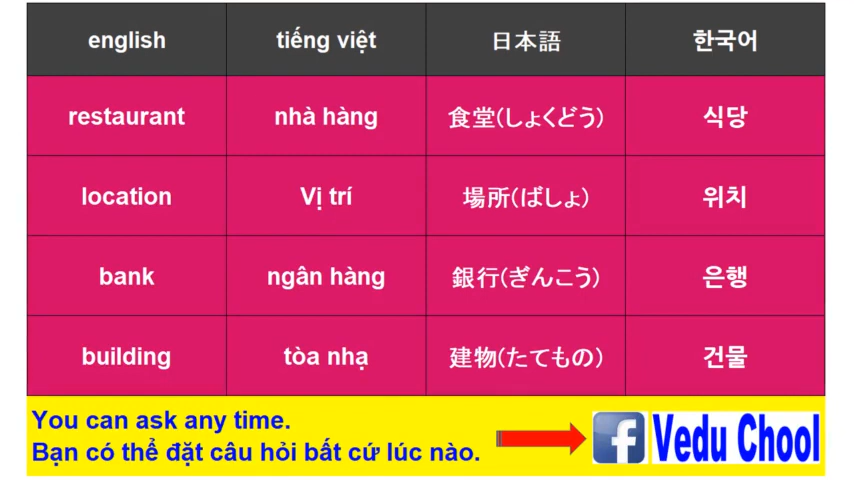 english tiếng việt 日本語 한국어
restaurant nhà hàng 食堂(しょくどう) 식당
location Vị trí 場所(ばしょ) 위치
bank ngân hàng 銀行(ぎんこう) 은행
building tòa nhạ 建物(たてもの) 건물
You can ask any time.
Bạn có thể đặt câu hỏi bất cứ lúc nào.
f Vedu Chool